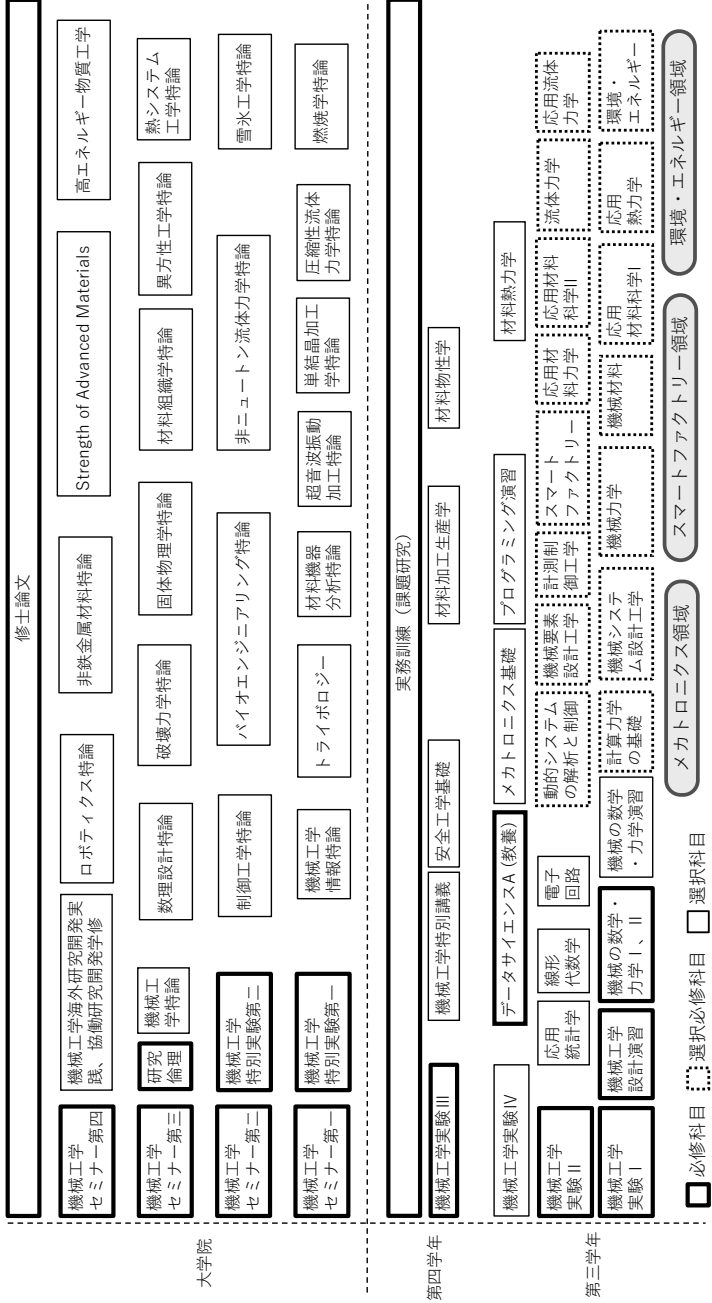 修士論文
機械工学
セミナー第四
機械工学海外研究開発実
践、協働研究開発学修
ロボティクス特論
非鉄金属材料特論
Strength of Advanced Materials
高エネルギー物質工学
機械工学
セミナー第三
研究
倫理
機械工
学特論
数理設計特論
破壊力学特論
固体物理学特論
材料組織学特論
異方性工学特論
熱システム
工学特論
機械工学
セミナー第二
機械工学
特別実験第二
制御工学特論
バイオエンジニアリング特論
非ニュートン流体力学特論
雪氷工学特論
機械工学
セミナー第一
機械工学
特別実験第一
機械工学
情報特論
トライボロジー
材料機器
分析特論
超音波振動
加工特論
単結晶加工
学特論
圧縮性流体
力学特論
燃焼学特論
大学院
実務訓練（課題研究）
機械工学実験III
機械工学特別講義
安全工学基礎
材料加工生産学
材料物性学
第四学年
機械工学実験IV
データサイエンスA (教養)
メカトロニクス基礎
プログラミング演習
材料熱力学
機械工学
実験 II
応用
統計学
線形
代数学
電子
回路
動的システム
の解析と制御
機械要素
設計工学
計測制
御工学
スマート
ファクトリー
応用材
料力学
応用材料
科学II
流体力学
応用流体
力学
機械工学
実験 I
機械工学
設計演習
機械の数学・
力学 I、II
機械の数学
・力学演習
計算力学
の基礎
機械システ
ム設計工学
機械力学
機械材料
応用
材料科学I
応用
熱力学
環境・
エネルギー
第三学年
メカトロニクス領域
スマートファクトリー領域
環境・エネルギー領域
必修科目
選択必修科目
選択科目